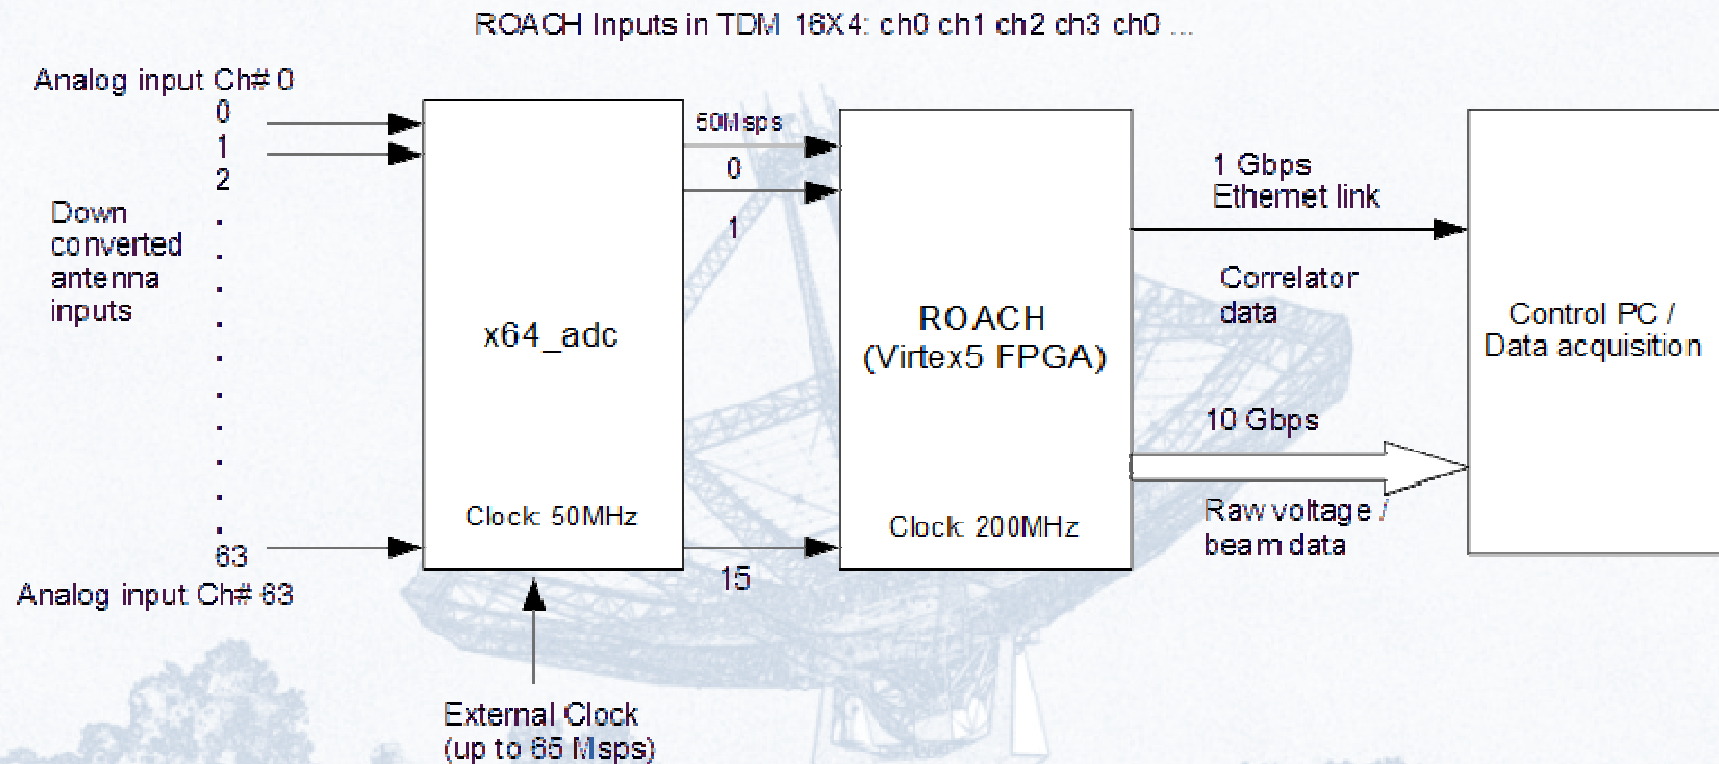 ROACH Inputs in TDM 16X4: ch0 ch1 ch2 ch3 ch0 ...
Analog input Ch# 0
0
1
2
.
.
.
.
.
.
.
.
.
.
63
Analog input Ch# 63
Down
converted
antenna
inputs
x64_adc
Clock: 50MHz
External Clock
(up to 65 Msps)
50Msps
0
1
15
ROACH
(Virtex5 FPGA)
Clock: 200MHz
1 Gbps
Ethernet link
Correlator
data
10 Gbps
Raw voltage /
beam data
Control PC /
Data acquisition